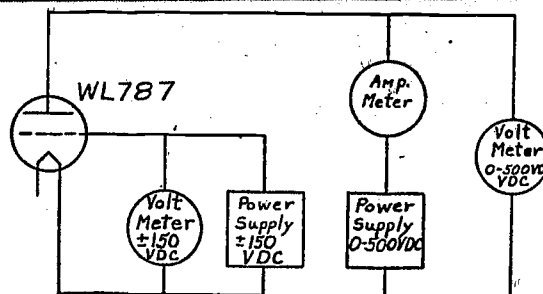 WL787
Amp.
Meter
Volt
Meter
0-500VD
VDC
Volt
Meter
±150
VDC
Power
Supply
±150
VDC
Power
Supply
0-500VDC